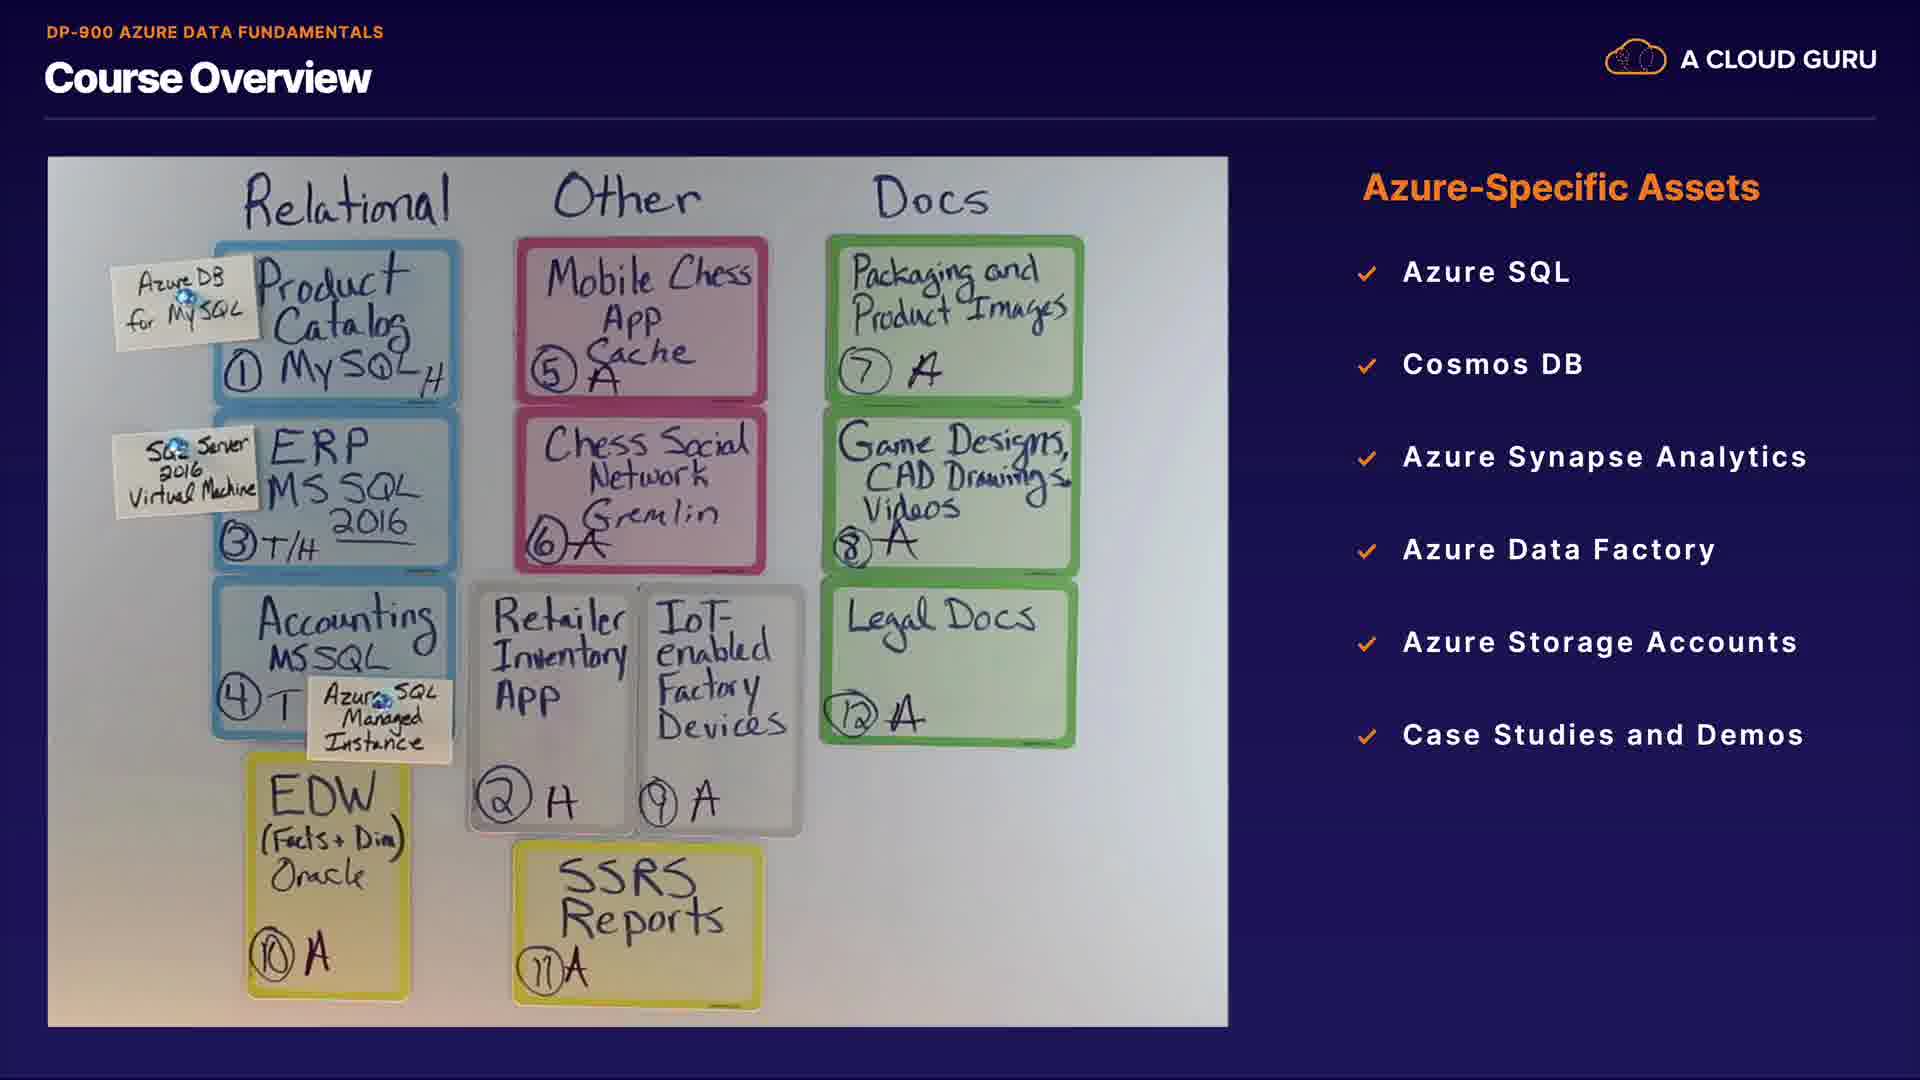 DP-900 AZURE DATA FUNDAMENTALS
Course Overview
A CLOUD GURU
Relational
Other
Docs
Azure DB
for MySQL
Product
Catalog
① MySQL H
SQL Server
2016
Virtual Machine
ERP
MS SQL
2016
③ T/H
Accounting
MS SQL
④ T
Azure SQL
Managed
Instance
EDW
(Facts + Dim)
Oracle
⑩ A
Mobile Chess
App
Cache
⑤ A
Chess Social
Network
Gremlin
⑥ A
Retailer
Inventory
App
② H
IoT-
enabled
Factory
Devices
⑨ A
SSRS
Reports
⑪ A
Packaging and
Product Images
⑦ A
Game Designs,
CAD Drawings,
Videos
⑧ A
Legal Docs
⑫ A
Azure-Specific Assets
✓ Azure SQL
✓ Cosmos DB
✓ Azure Synapse Analytics
✓ Azure Data Factory
✓ Azure Storage Accounts
✓ Case Studies and Demos